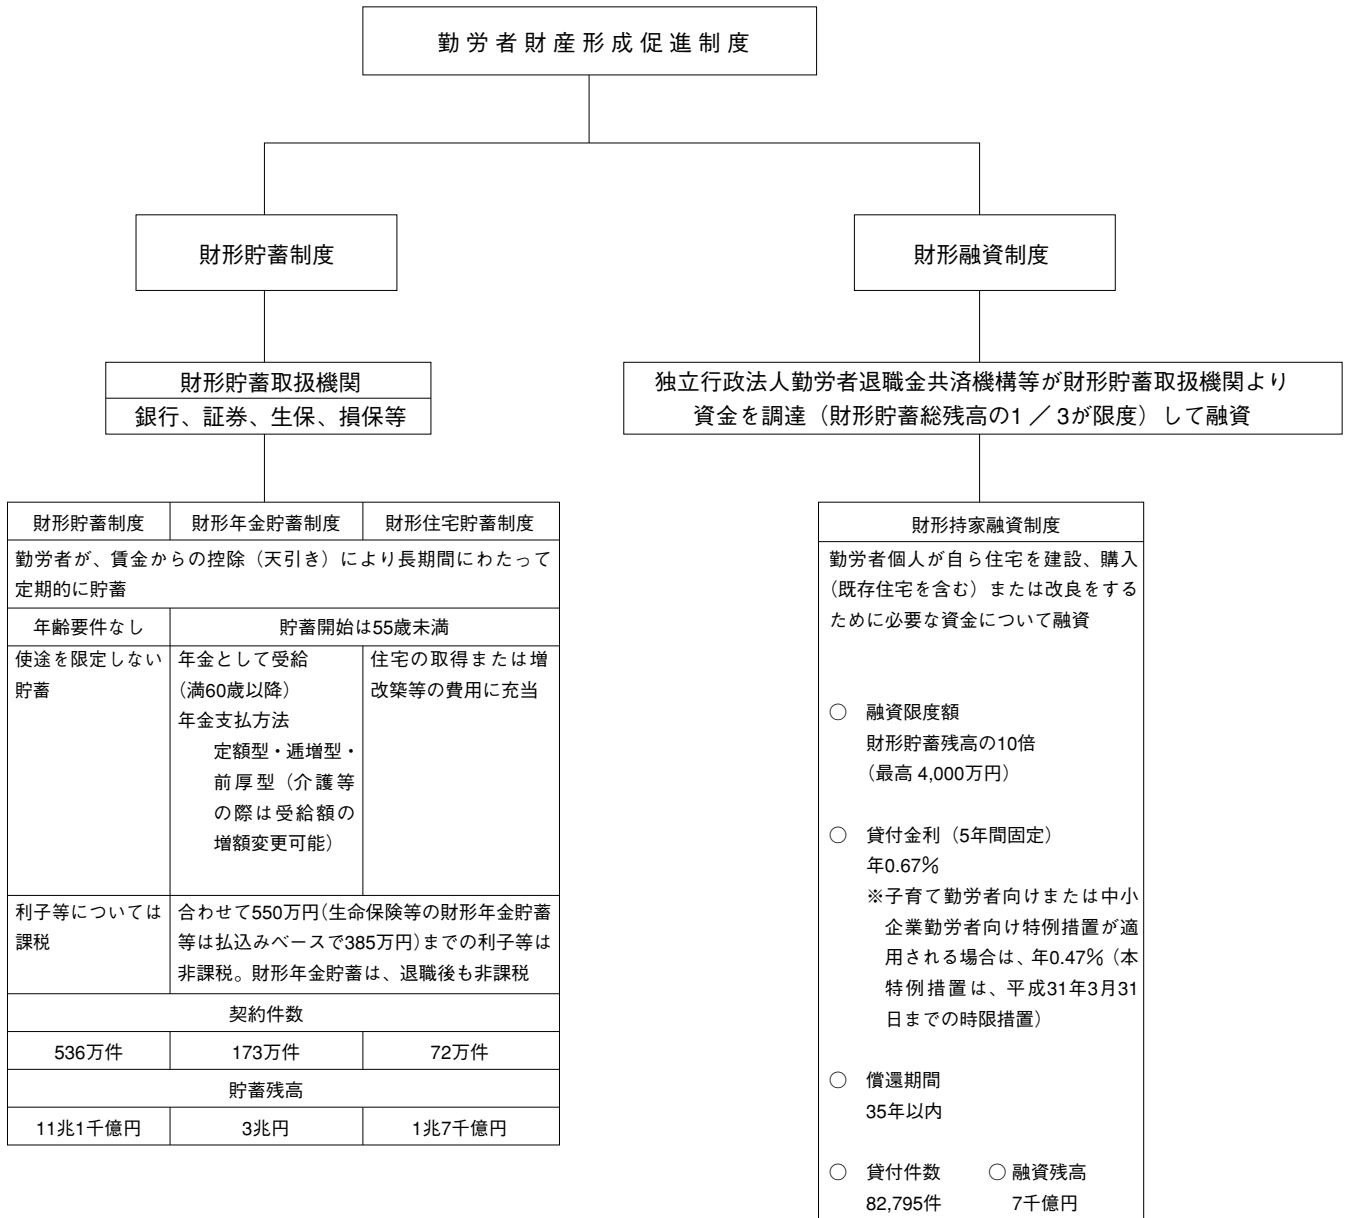 勤労者財産形成促進制度
財形貯蓄制度
財形融資制度
財形貯蓄取扱機関
銀行、証券、生保、損保等
独立行政法人勤労者退職金共済機構等が財形貯蓄取扱機関より
資金を調達（財形貯蓄総残高の1／3が限度）して融資
財形貯蓄制度 財形年金貯蓄制度 財形住宅貯蓄制度
勤労者が、賃金からの控除（天引き）により長期間にわたって
定期的に貯蓄
年齢要件なし 貯蓄開始は55歳未満
使途を限定しない
貯蓄
年金として受給
（満60歳以降）
年金支払方法
定額型・逓増型・
前厚型（介護等
の際は受給額の
増額変更可能）
住宅の取得または増
改築等の費用に充当
利子等については
課税
合わせて550万円（生命保険等の財形年金貯蓄
等は払込みベースで385万円）までの利子等は
非課税。財形年金貯蓄は、退職後も非課税
契約件数
536万件 173万件 72万件
貯蓄残高
11兆1千億円 3兆円 1兆7千億円
財形持家融資制度
勤労者個人が自ら住宅を建設、購入
（既存住宅を含む）または改良をする
ために必要な資金について融資
○ 融資限度額
財形貯蓄残高の10倍
（最高 4,000万円）
○ 貸付金利（5年間固定）
年0.67％
※子育て勤労者向けまたは中小
企業勤労者向け特例措置が適
用される場合は、年0.47％（本
特例措置は、平成31年3月31
日までの時限措置）
○ 償還期間
35年以内
○ 貸付件数 ○ 融資残高
82,795件 7千億円